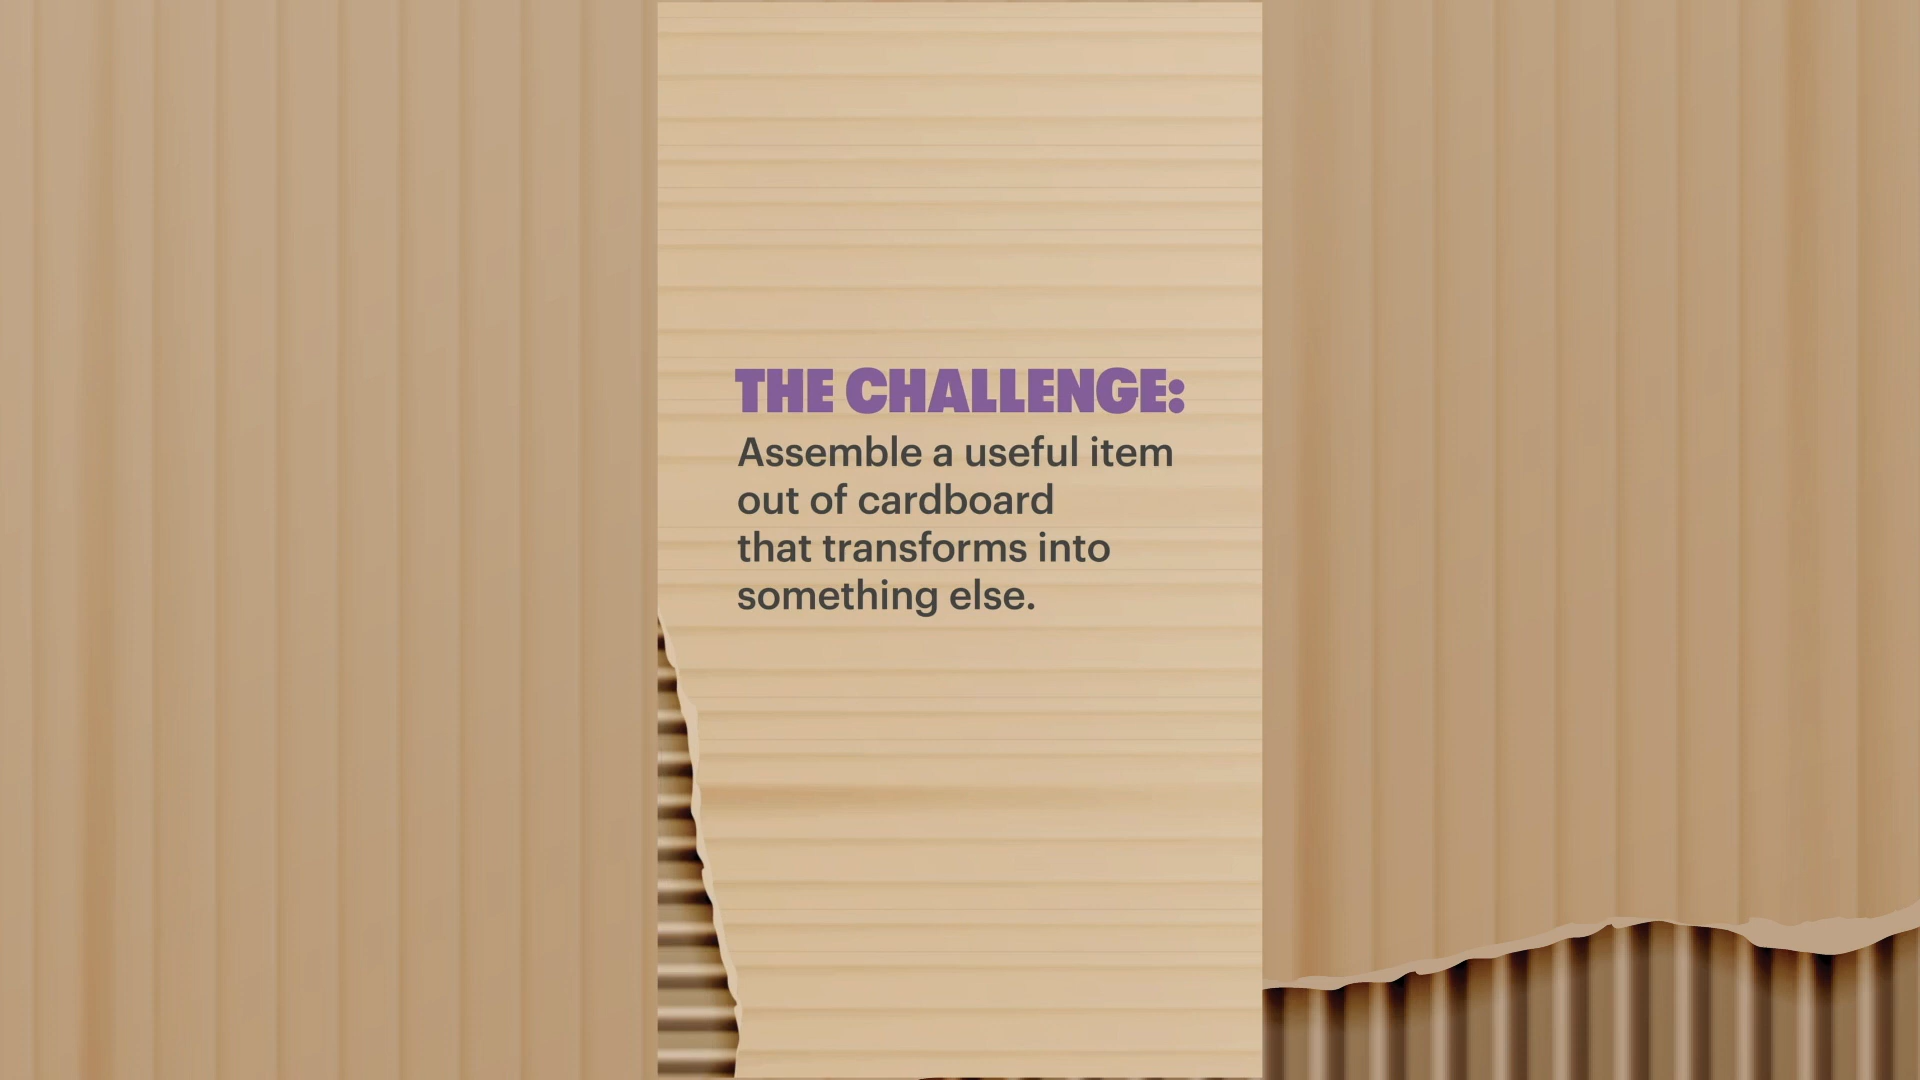 THE CHALLENGE:
Assemble a useful item
out of cardboard
that transforms into
something else.